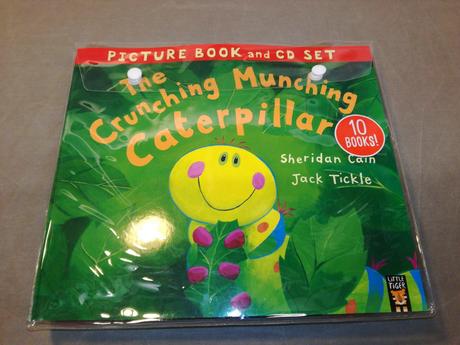 PICTURE BOOK and CD SET
The
Crunching Munching
Caterpillar
10
BOOKS!
Sheridan Cain
Jack Tickle
LITTLE
TIGER